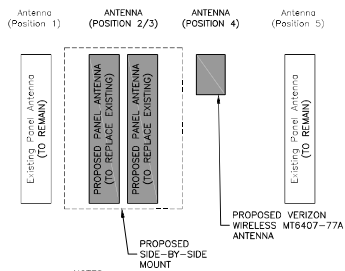 Antenna
(Position 1)
ANTENNA
(POSITION 2/3)
ANTENNA
(POSITION 4)
Antenna
(Position 5)
Existing Panel Antenna
(TO REMAIN)
PROPOSED PANEL ANTENNA
(TO REPLACE EXISTING)
PROPOSED PANEL ANTENNA
(TO REPLACE EXISTING)
Existing Panel Antenna
(TO REMAIN)
PROPOSED VERIZON
WIRELESS MT6407-77A
ANTENNA
PROPOSED
SIDE-BY-SIDE
MOUNT